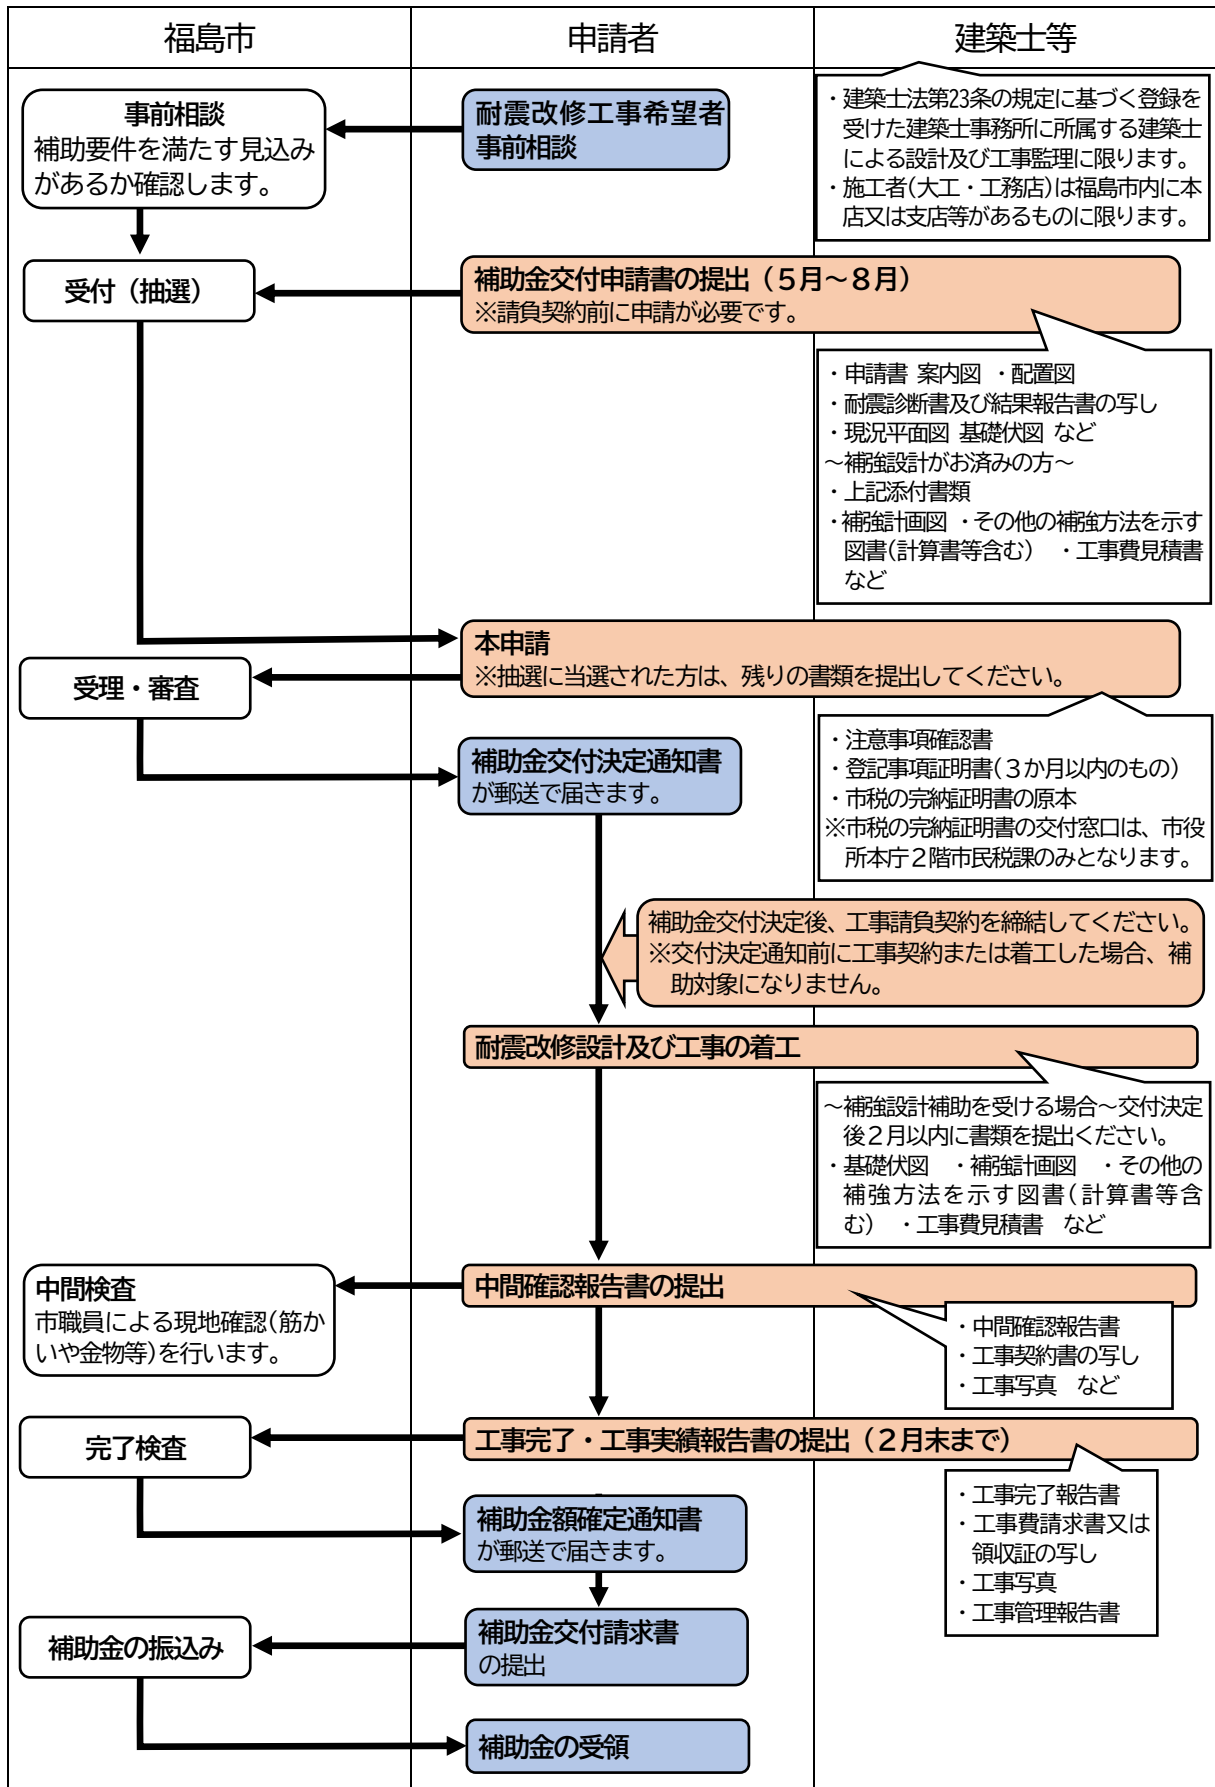 福島市
申請者
建築士等
事前相談
補助要件を満たす見込み
があるか確認します。
耐震改修工事希望者
事前相談
・建築士法第23条の規定に基づく登録を
受けた建築士事務所に所属する建築士
による設計及び工事監理に限ります。
・施工者(大工・工務店)は福島市内に本
店又は支店等があるものに限ります。
受付（抽選）
補助金交付申請書の提出（５月～８月）
※請負契約前に申請が必要です。
・申請書 案内図 ・配置図
・耐震診断書及び結果報告書の写し
・現況平面図 基礎伏図 など
～補強設計がお済みの方～
・上記添付書類
・補強計画図 ・その他の補強方法を示す
図書(計算書等含む) ・工事費見積書
など
本申請
※抽選に当選された方は、残りの書類を提出してください。
受理・審査
・注意事項確認書
・登記事項証明書(３か月以内のもの)
・市税の完納証明書の原本
※市税の完納証明書の交付窓口は、市役
所本庁２階市民税課のみとなります。
補助金交付決定通知書
が郵送で届きます。
補助金交付決定後、工事請負契約を締結してください。
※交付決定通知前に工事契約または着工した場合、補
助対象になりません。
耐震改修設計及び工事の着工
～補強設計補助を受ける場合～交付決定
後２月以内に書類を提出ください。
・基礎伏図 ・補強計画図 ・その他の
補強方法を示す図書(計算書等含
む) ・工事費見積書 など
中間検査
市職員による現地確認(筋か
いや金物等)を行います。
中間確認報告書の提出
・中間確認報告書
・工事契約書の写し
・工事写真 など
完了検査
工事完了・工事実績報告書の提出（２月末まで）
・工事完了報告書
・工事費請求書又は
領収証の写し
・工事写真
・工事管理報告書
補助金額確定通知書
が郵送で届きます。
補助金の振込み
補助金交付請求書
の提出
補助金の受領